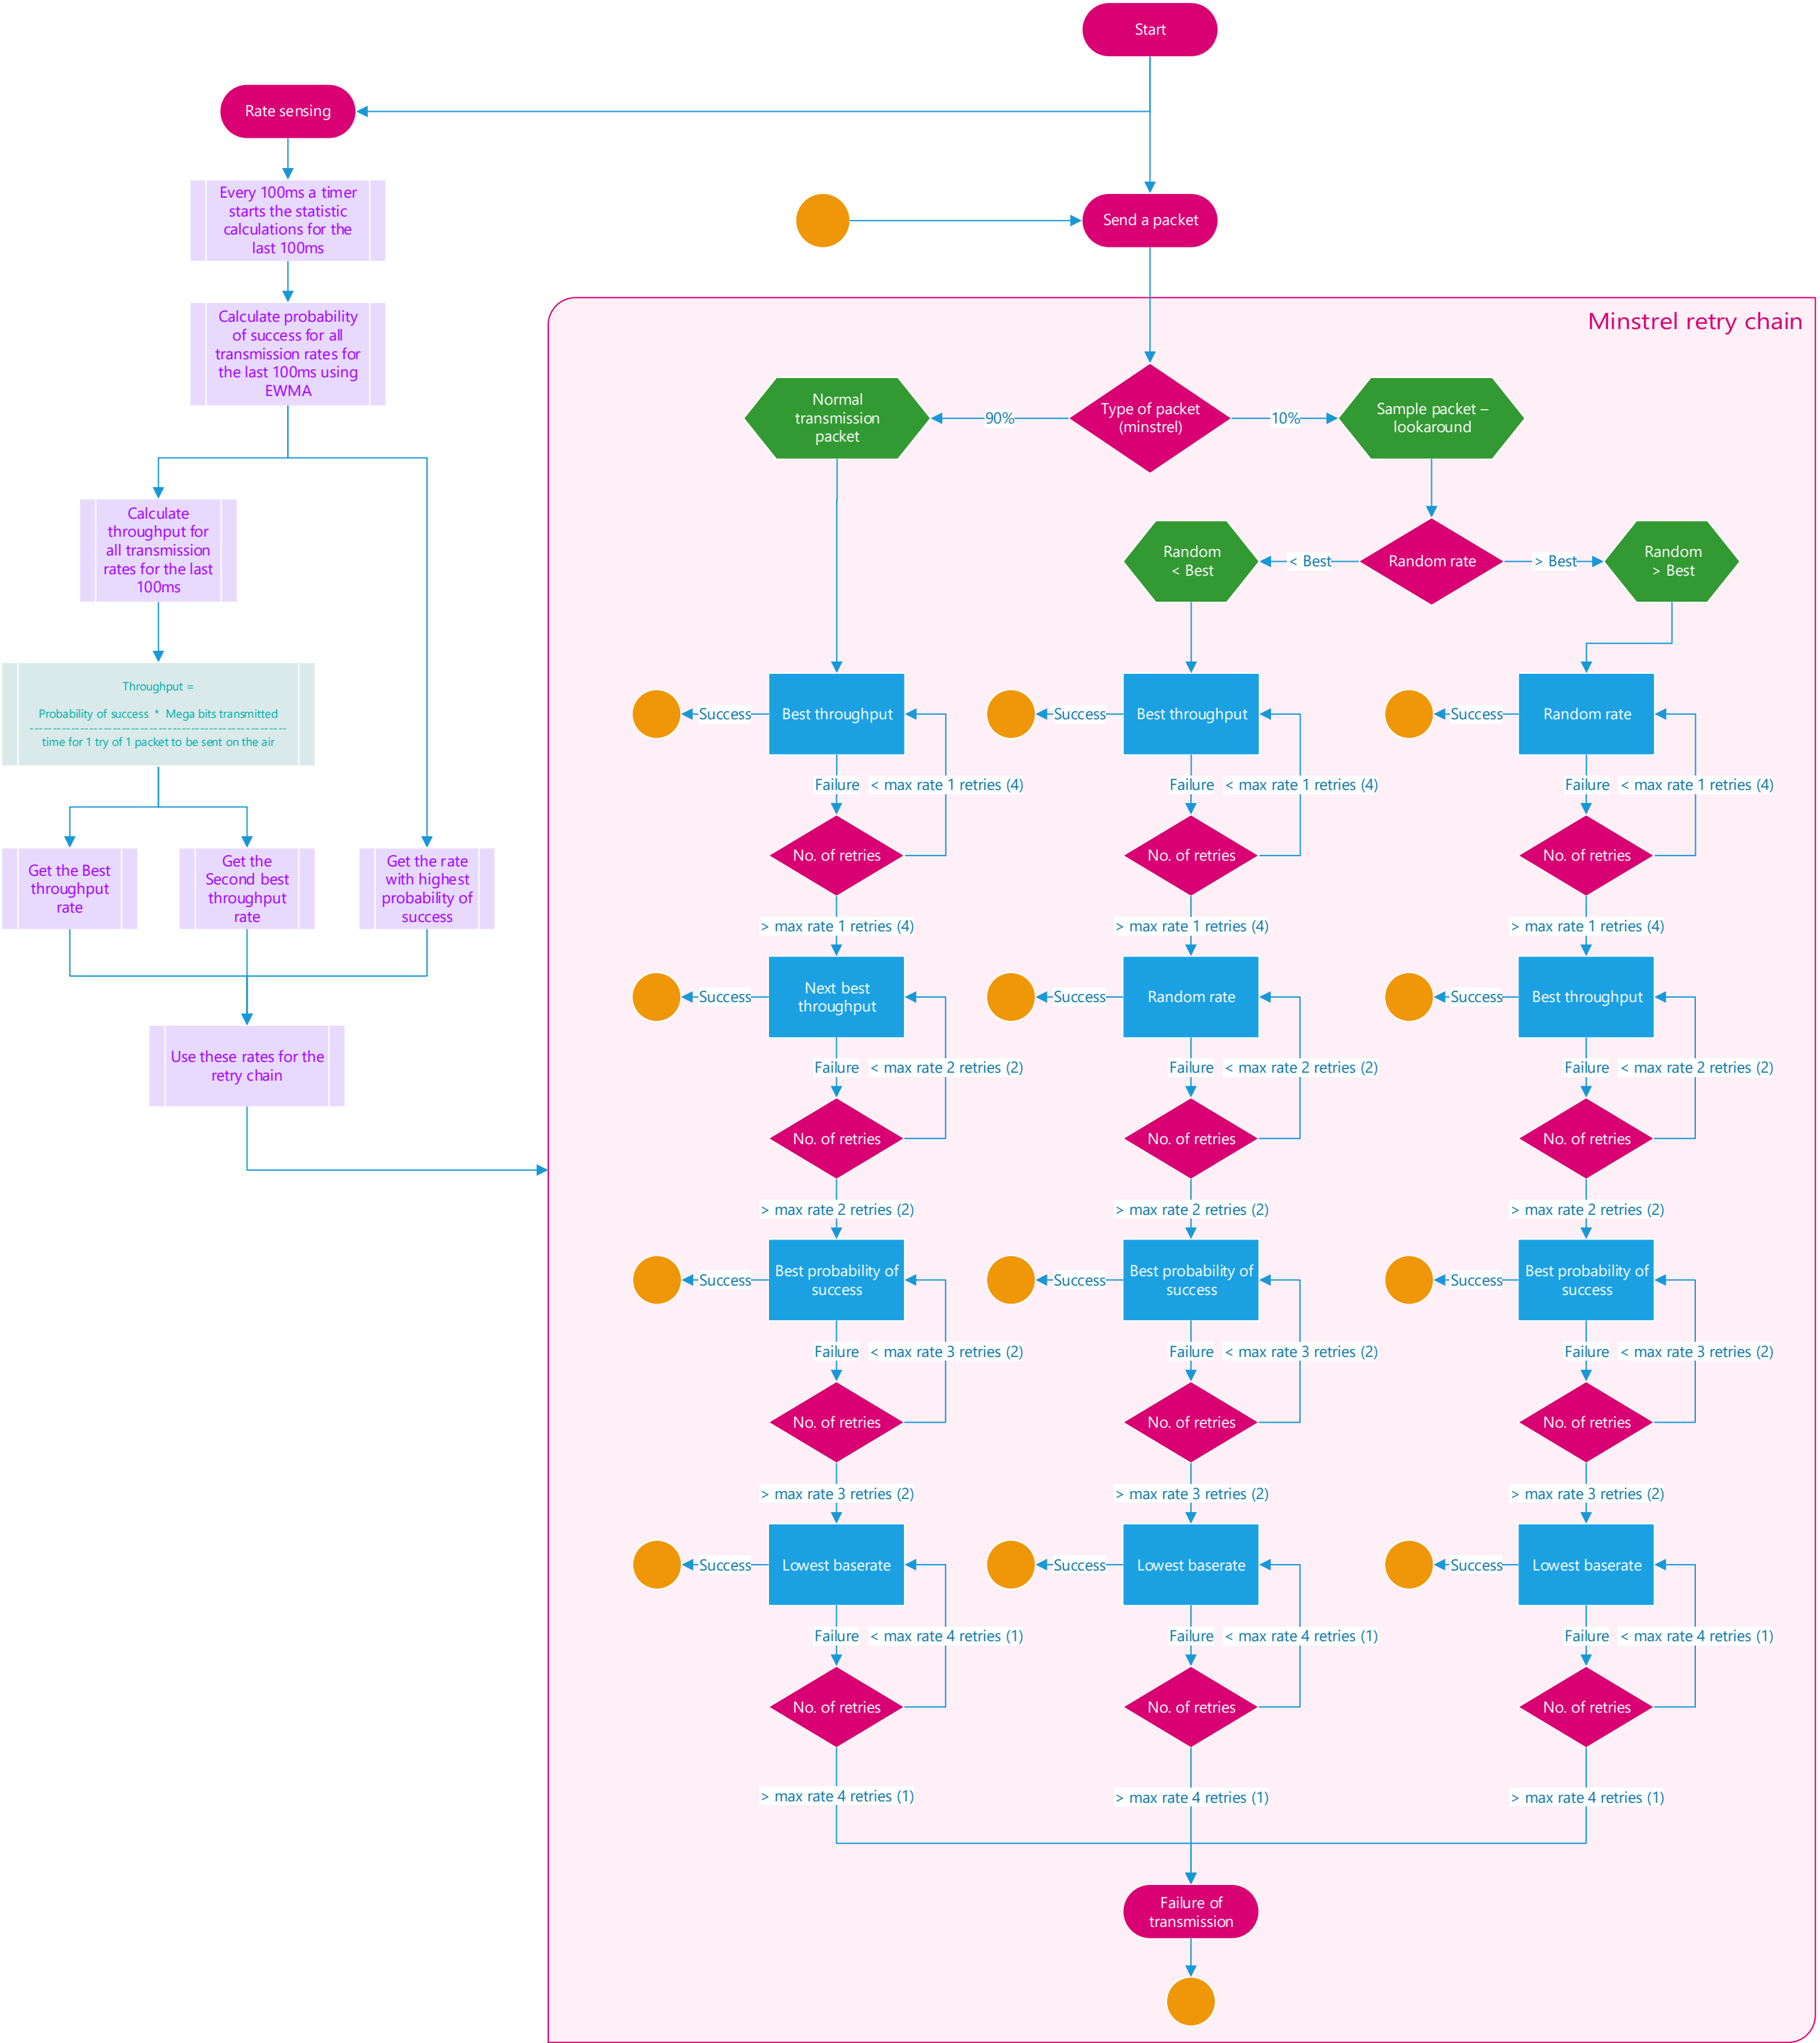 Start
Rate sensing
Every 100ms a timer
starts the statistic
calculations for the
last 100ms
Send a packet
Calculate probability
of success for all
transmission rates for
the last 100ms using
EWMA
Calculate
throughput for
all transmission
rates for the last
100ms
Throughput =
Probability of success * Mega bits transmitted
----------------------------------------------------------
time for 1 try of 1 packet to be sent on the air
Get the Best
throughput
rate
Get the
Second best
throughput
rate
Get the rate
with highest
probability of
success
Use these rates for the
retry chain
Minstrel retry chain
Type of packet
(minstrel)
90%
10%
Normal
transmission
packet
Sample packet –
lookaround
Random rate
< Best
> Best
Random
< Best
Random
> Best
Best throughput
Success
Failure
< max rate 1 retries (4)
No. of retries
> max rate 1 retries (4)
Next best
throughput
Success
Failure
< max rate 2 retries (2)
No. of retries
> max rate 2 retries (2)
Best probability of
success
Success
Failure
< max rate 3 retries (2)
No. of retries
> max rate 3 retries (2)
Lowest baserate
Success
Failure
< max rate 4 retries (1)
No. of retries
> max rate 4 retries (1)
Best throughput
Success
Failure
< max rate 1 retries (4)
No. of retries
> max rate 1 retries (4)
Random rate
Success
Failure
< max rate 2 retries (2)
No. of retries
> max rate 2 retries (2)
Best probability of
success
Success
Failure
< max rate 3 retries (2)
No. of retries
> max rate 3 retries (2)
Lowest baserate
Success
Failure
< max rate 4 retries (1)
No. of retries
> max rate 4 retries (1)
Random rate
Success
Failure
< max rate 1 retries (4)
No. of retries
> max rate 1 retries (4)
Best throughput
Success
Failure
< max rate 2 retries (2)
No. of retries
> max rate 2 retries (2)
Best probability of
success
Success
Failure
< max rate 3 retries (2)
No. of retries
> max rate 3 retries (2)
Lowest baserate
Success
Failure
< max rate 4 retries (1)
No. of retries
> max rate 4 retries (1)
Failure of
transmission